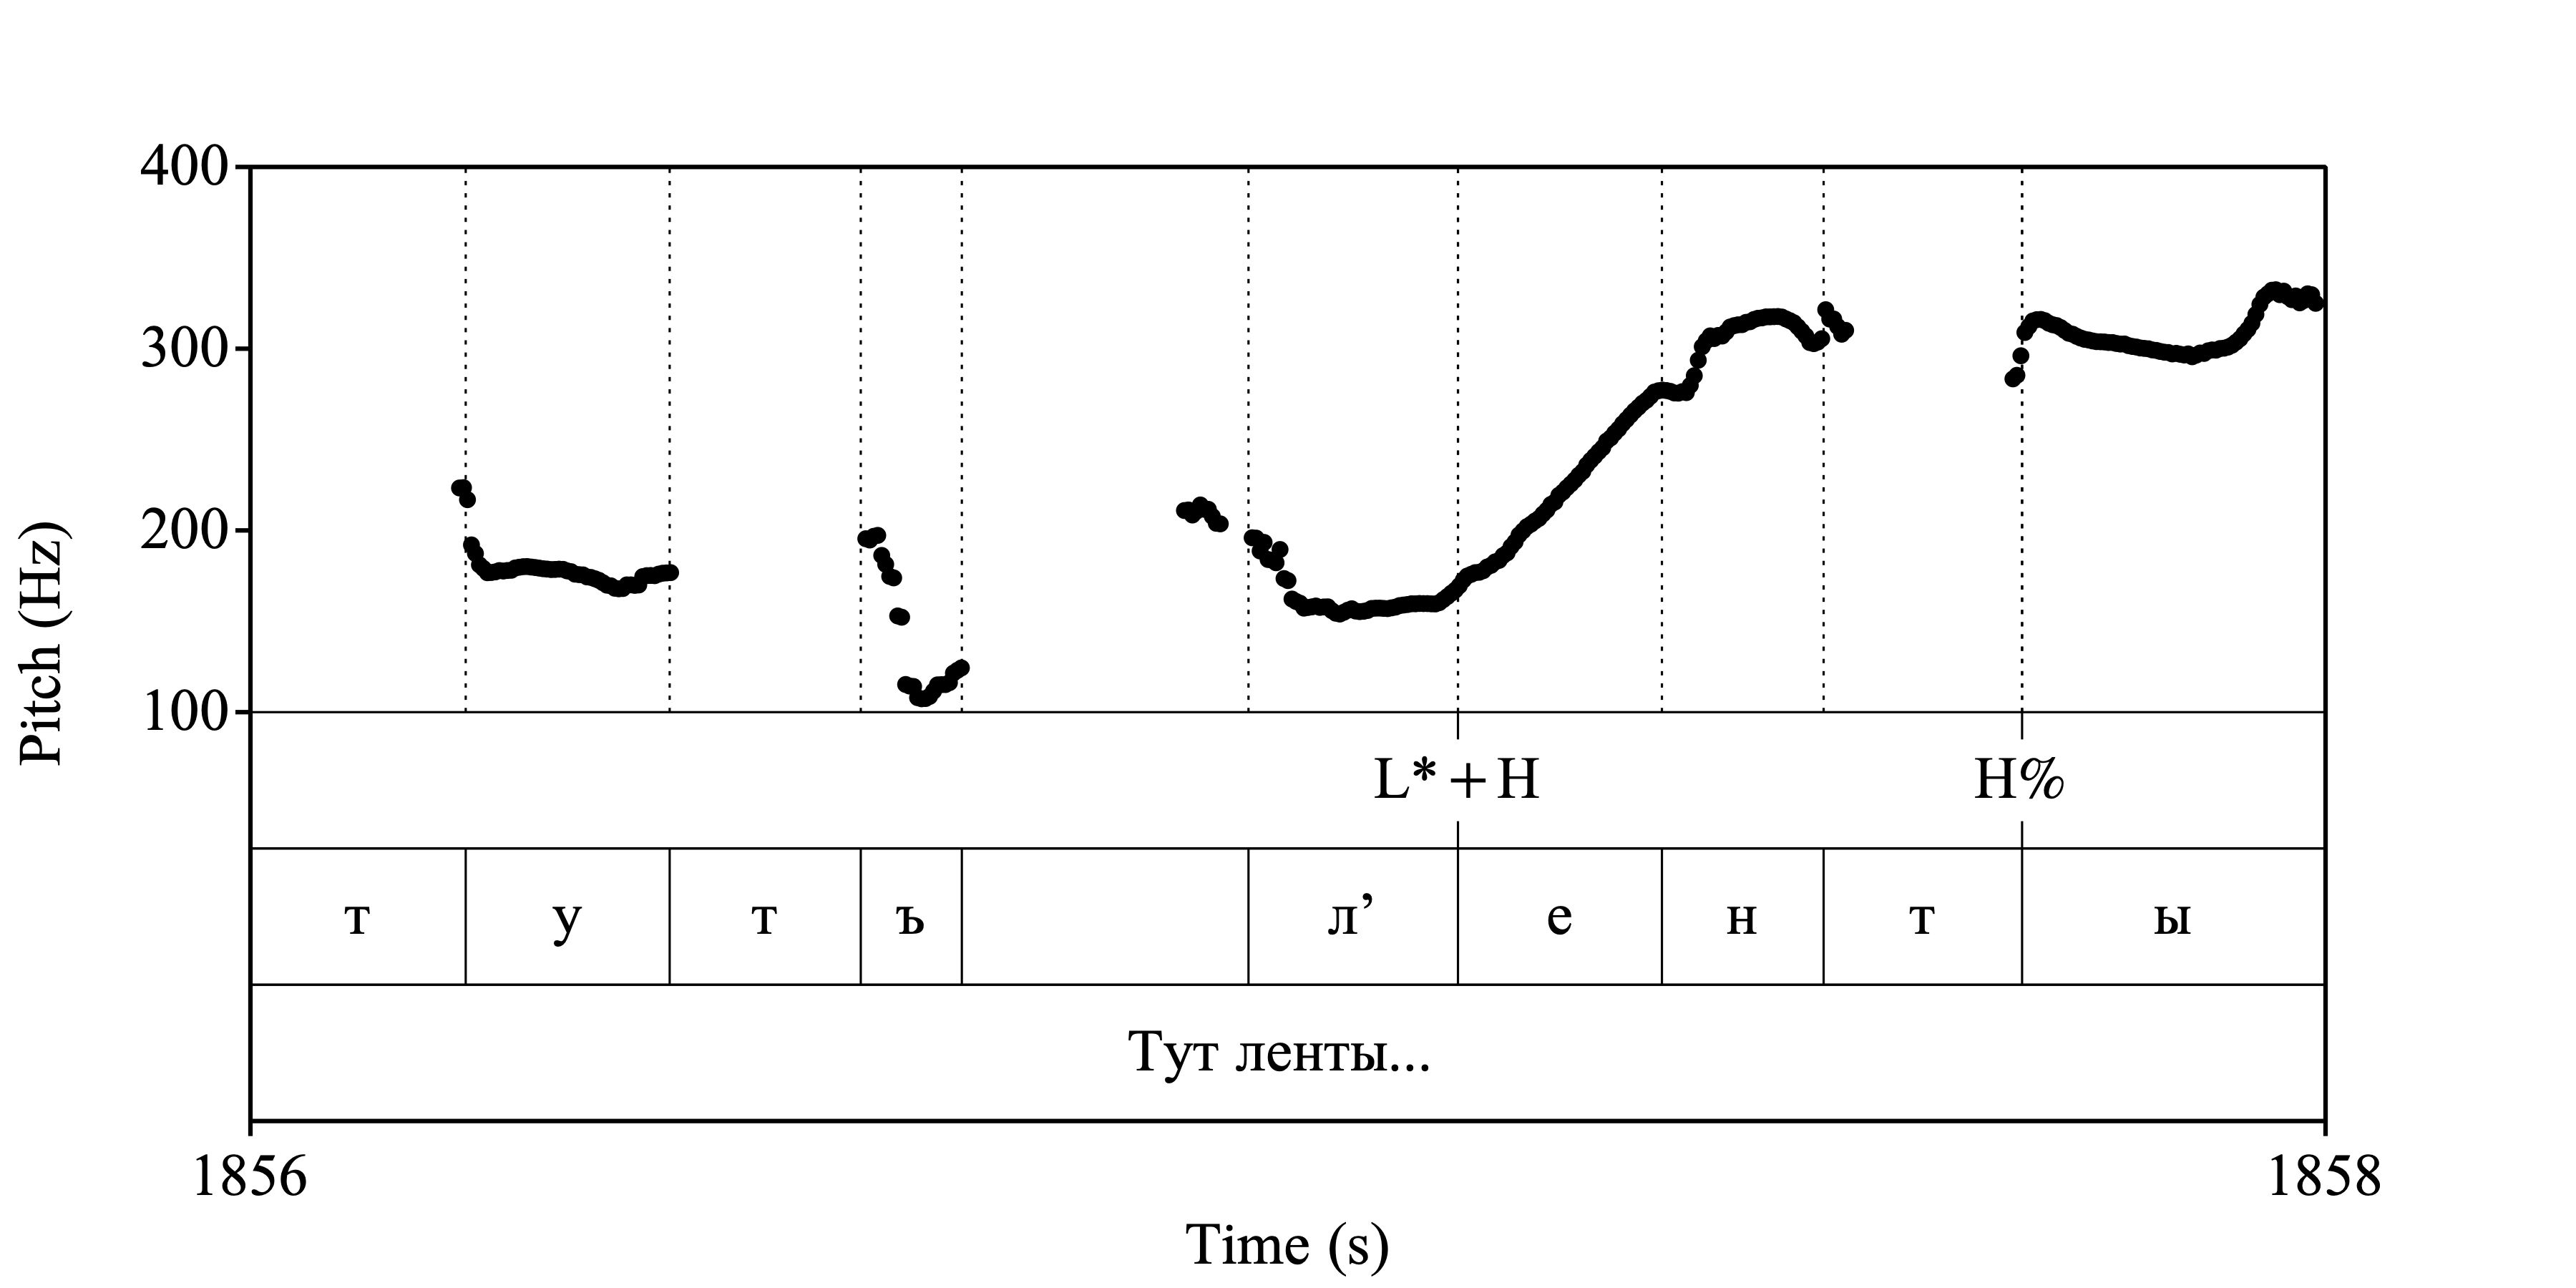 400
300
200
100
Pitch (Hz)
L*+H H%
т у т ъ л’ е н т ы
Тут ленты...
1856 1858
Time (s)